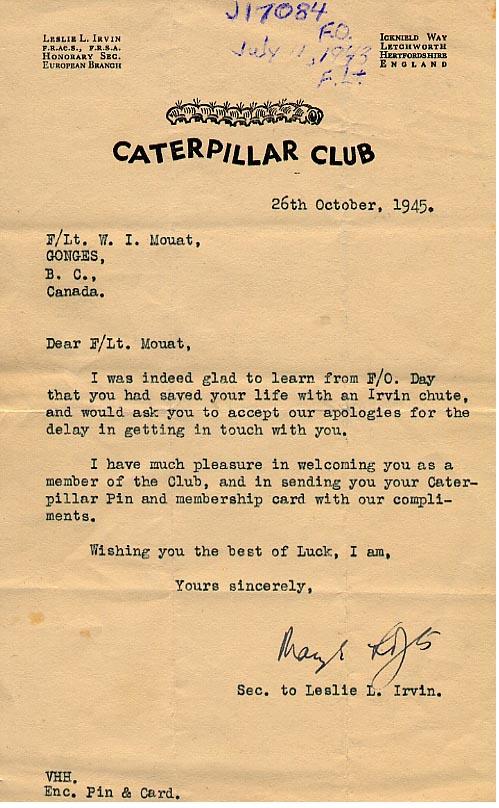 J17084
F.O.
July 11, 1943
F.Lt
LESLIE L. IRVIN
F.R.AC.S., F.R.S.A.
HONORARY SEC.
EUROPEAN BRANCH
ICKNIELD WAY
LETCHWORTH
HERTFORDSHIRE
ENGLAND
CATERPILLAR CLUB
26th October, 1945.
F/Lt. W. I. Mouat,
GONGES,
B. C.,
Canada.
Dear F/Lt. Mouat,
I was indeed glad to learn from F/O. Day
that you had saved your life with an Irvin chute,
and would ask you to accept our apologies for the
delay in getting in touch with you.
I have much pleasure in welcoming you as a
member of the Club, and in sending you your Cater-
pillar Pin and membership card with our compli-
ments.
Wishing you the best of Luck, I am,
Yours sincerely,
Sec. to Leslie L. Irvin.
VHH.
Enc. Pin & Card.